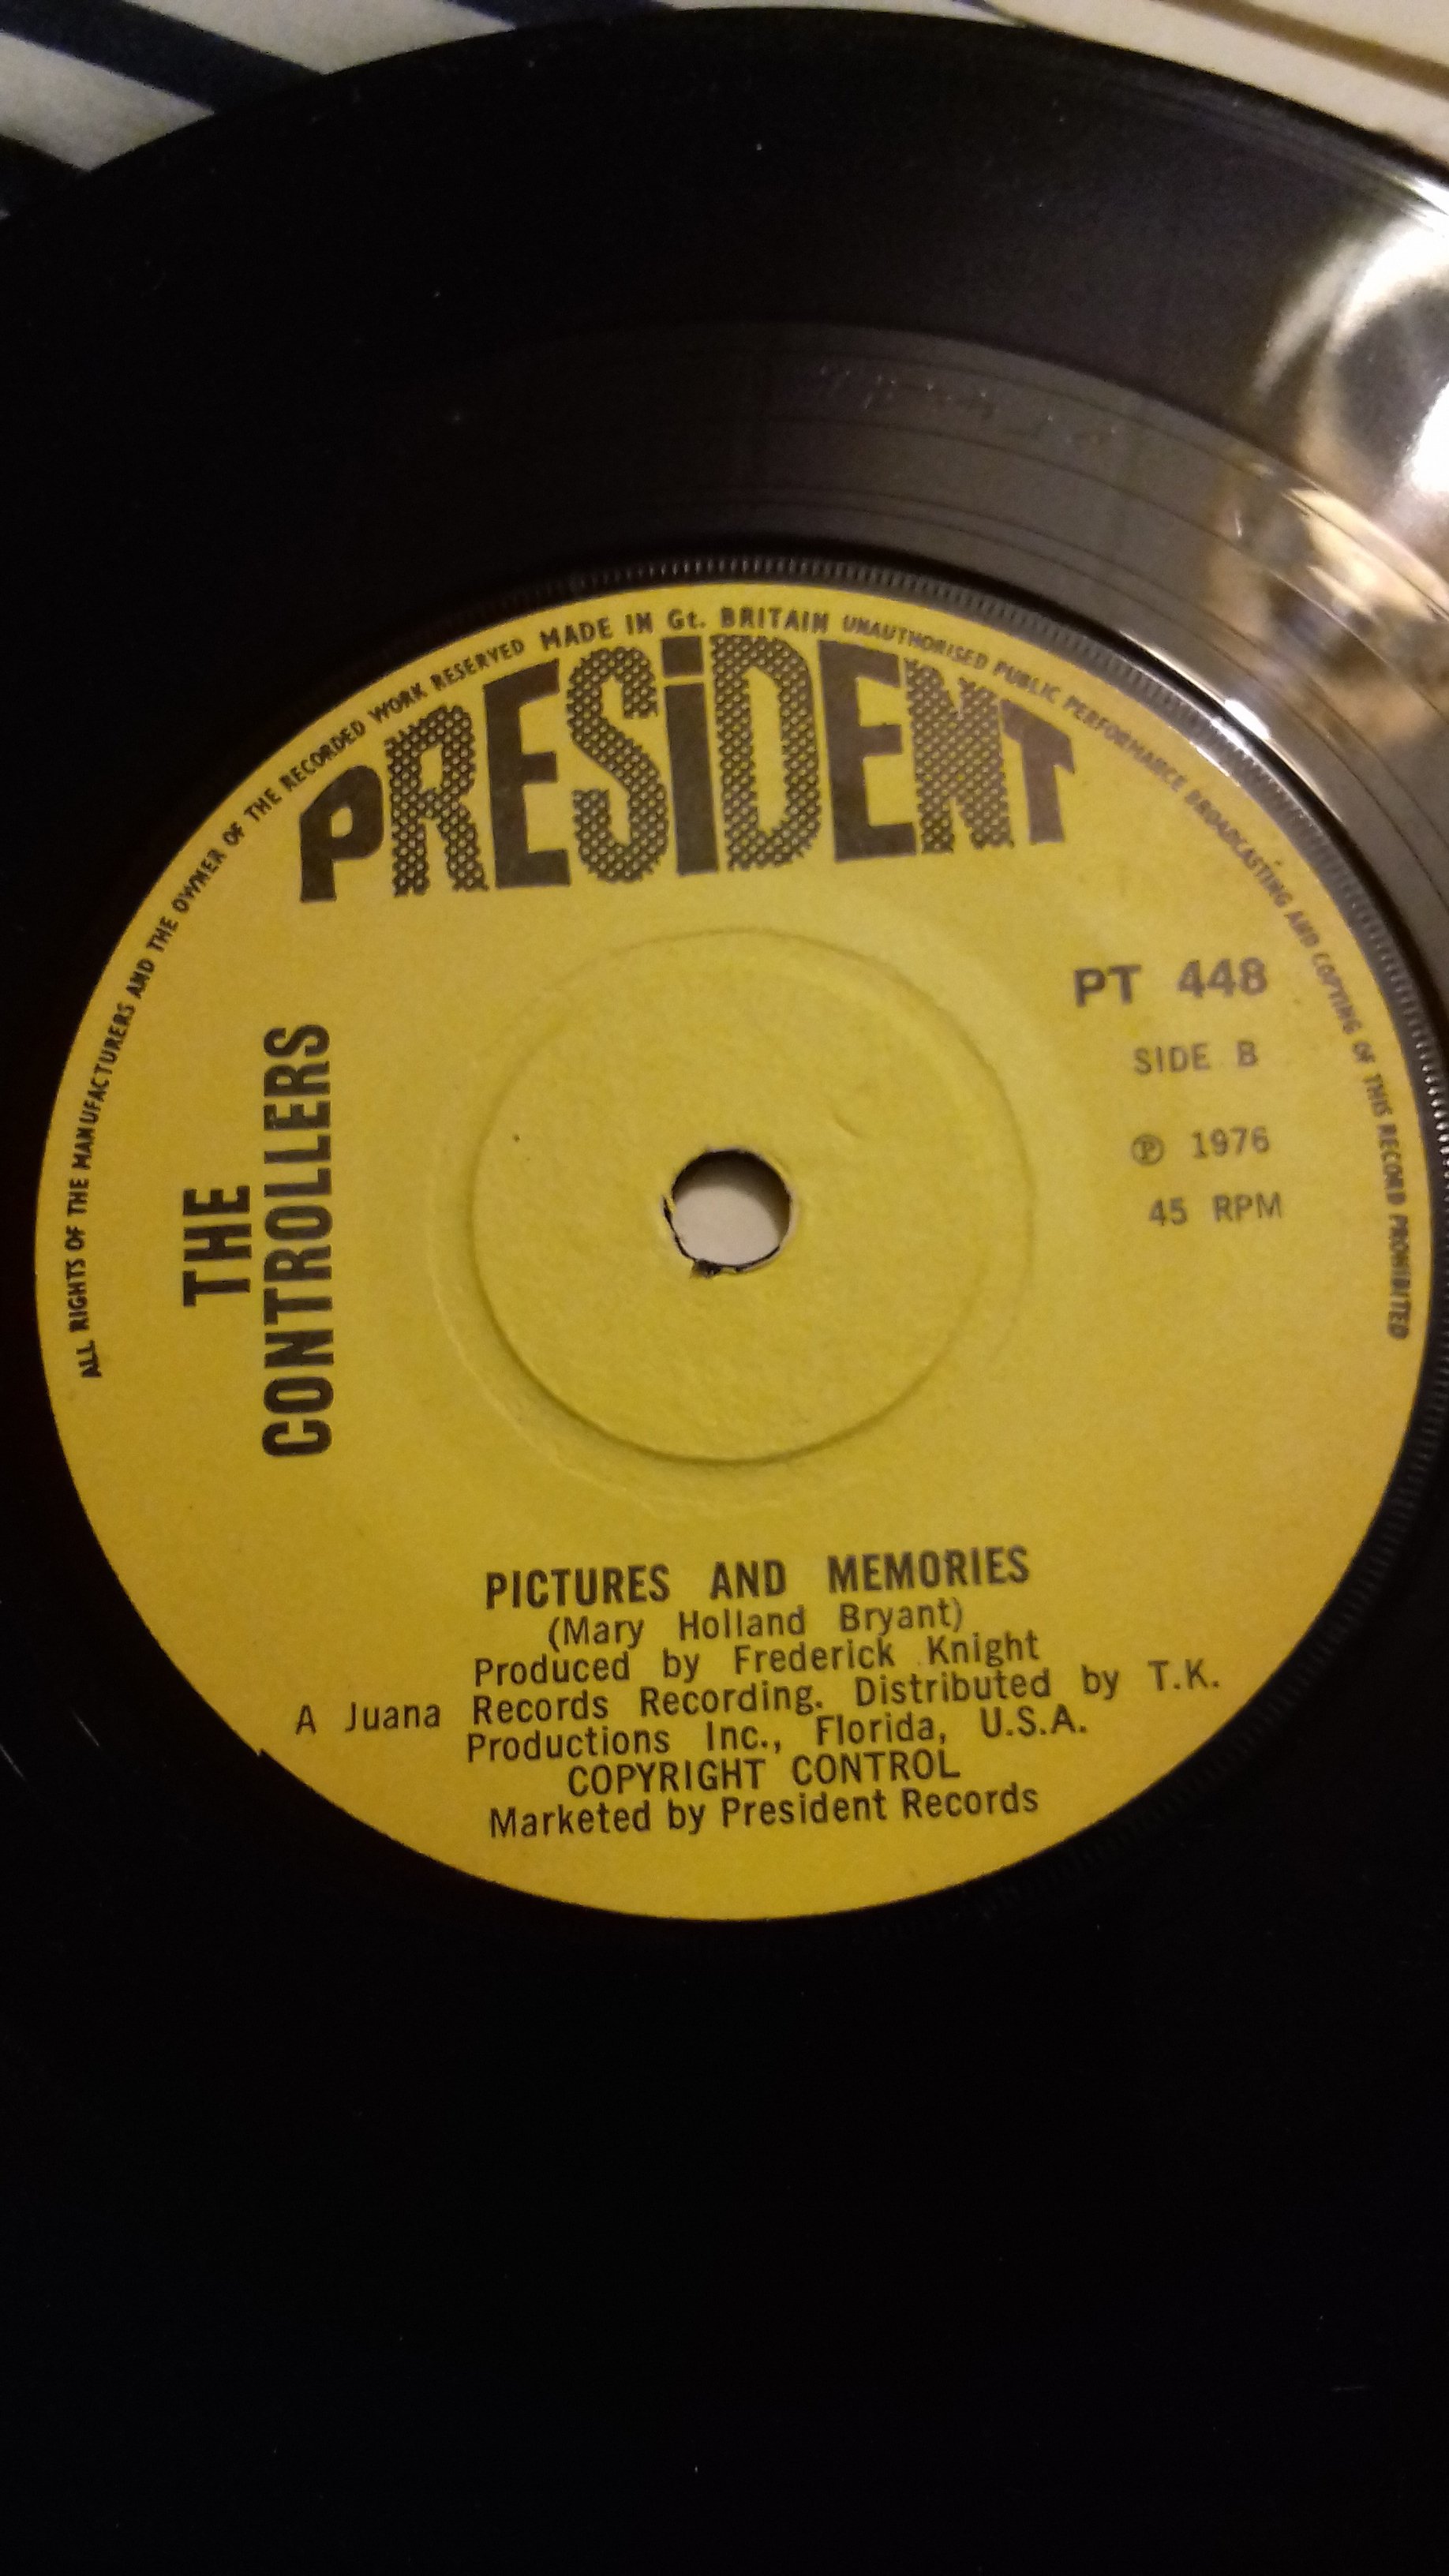 ALL RIGHTS OF THE MANUFACTURERS AND THE OWNER OF THE RECORDED WORK RESERVED MADE IN Gt. BRITAIN UNAUTHORISED PUBLIC PERFORMANCE BROADCASTING AND COPYING OF THIS RECORD PROHIBITED
PRESiDENT
THE
CONTROLLERS
PT 448
SIDE B
℗ 1976
45 RPM
PICTURES AND MEMORIES
(Mary Holland Bryant)
Produced by Frederick Knight
A Juana Records Recording. Distributed by T.K.
Productions Inc., Florida, U.S.A.
COPYRIGHT CONTROL
Marketed by President Records